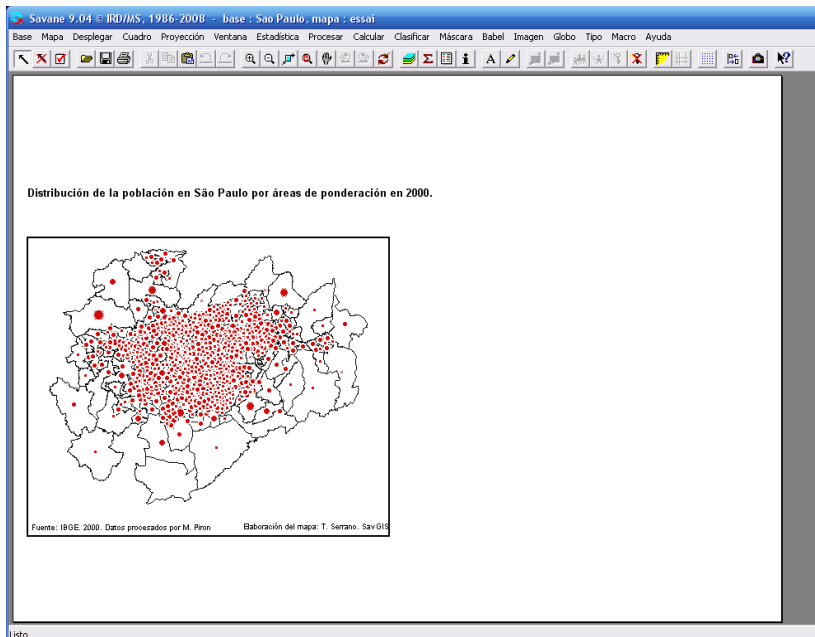 Savane 9.04 © IRD/MS, 1986-2008 - base : Sao Paulo, mapa : essai
Base Mapa Desplegar Cuadro Proyección Ventana Estadística Procesar Calcular Clasificar Máscara Babel Imagen Globo Tipo Macro Ayuda
Distribución de la población en São Paulo por áreas de ponderación en 2000.
Fuente: IBGE. 2000. Datos procesados por M. Piron Elaboración del mapa: T. Serrano. SavGIS
Listo